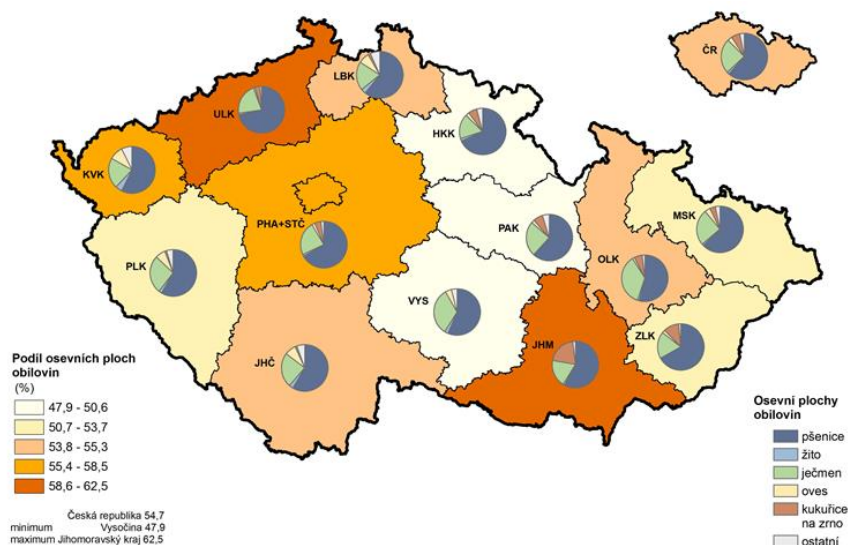 ČR
LBK
ULK
HKK
KVK
PHA+STČ
PAK
MSK
PLK
OLK
VYS
ZLK
JHČ
JHM
Podíl osevních ploch
obilovin
(%)
47,9 - 50,6
50,7 - 53,7
53,8 - 55,3
55,4 - 58,5
58,6 - 62,5
Česká republika 54,7
minimum Vysočina 47,9
maximum Jihomoravský kraj 62,5
Osevní plochy
obilovin
pšenice
žito
ječmen
oves
kukuřice
na zrno
ostatní